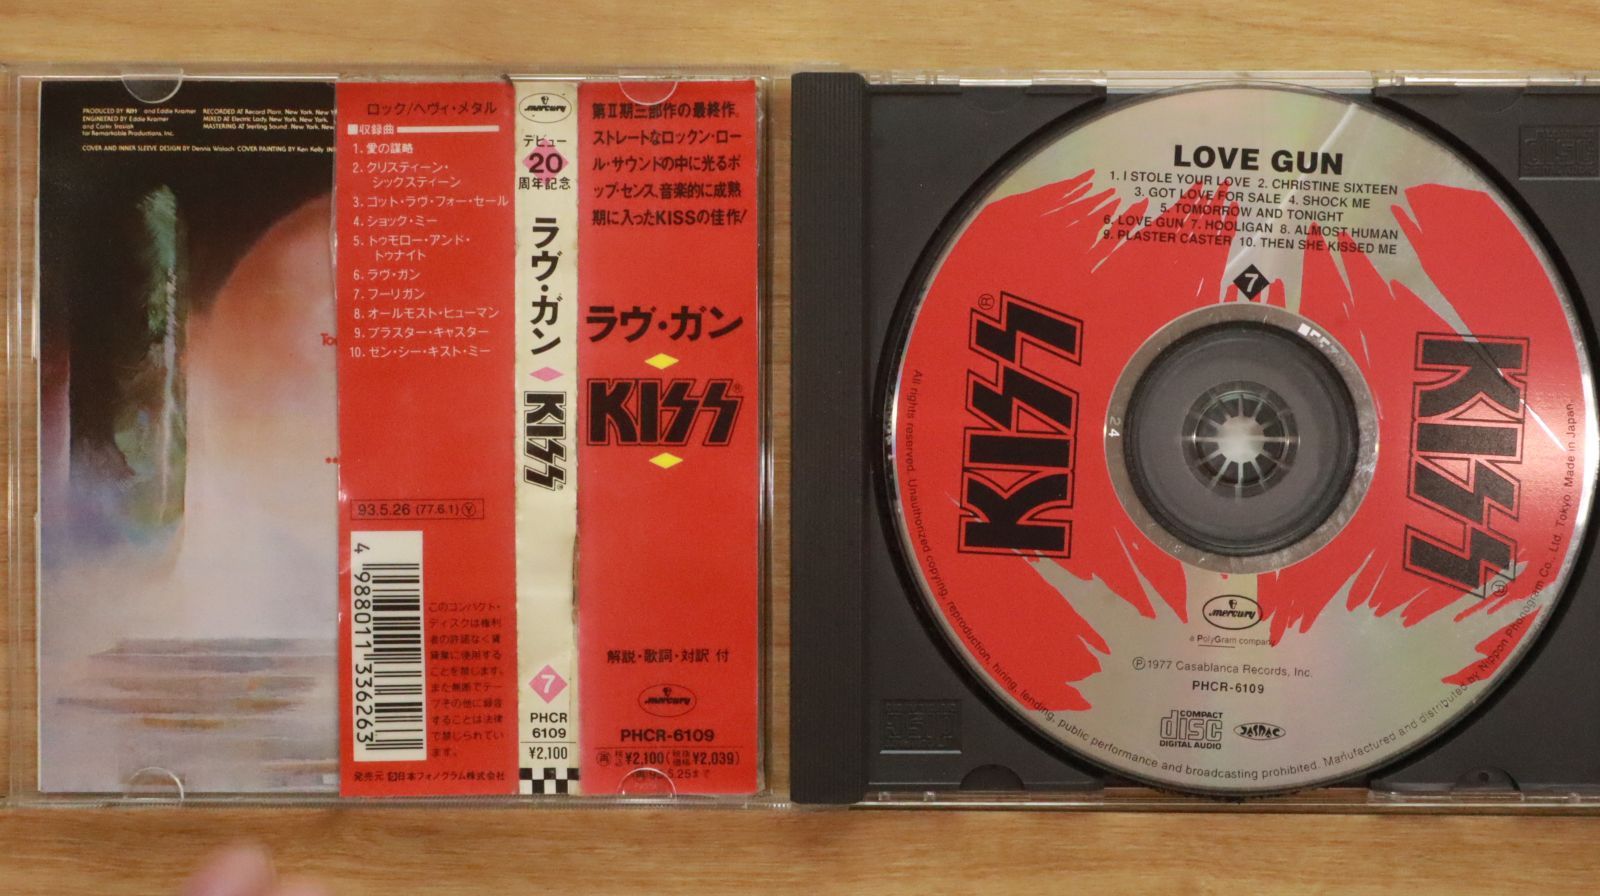 PRODUCED BY KISS and Eddie Kramer
ENGINEERED BY Eddie Kramer
and Corky Stasiak
for Remarkable Productions, Inc.
RECORDED AT Record Plant, New York, New
MIXED AT Electric Lady New York, New
MASTERING AT Sterling Sound, New York, New
COVER AND INNER SLEEVE DESIGN BY Dennis Woloch COVER PAINTING BY Ken Kelly
ロック/ヘヴィ・メタル
■収録曲
1. 愛の謀略
2. クリスティーン・
シックスティーン
3. ゴット・ラヴ・フォー・セール
4. ショック・ミー
5. トゥモロー・アンド・
トゥナイト
6. ラヴ・ガン
7. フーリガン
8. オールモスト・ヒューマン
9. プラスター・キャスター
10. ゼン・シー・キスト・ミー
93.5.26 (77.6.1) Ⓨ
4 988011 336263
このコンパクト・
ディスクは権利
者の許諾なく賃
貸業に使用する
ことを禁じます。
また無断でテー
プその他に録音
することは法律
で禁じられてい
ます。
発売元 日本フォノグラム株式会社
mercury
デビュー
20
周年記念
ラヴ・ガン
KISS®
7
PHCR
6109
¥2,100
第II期三部作の最終作。
ストレートなロックン・ロー
ル・サウンドの中に光るポ
ップ・センス、音楽的に成熟
期に入ったKISSの佳作!
ラヴ・ガン
KISS®
解説・歌詞・対訳 付
mercury
PHCR-6109
㊢税込¥2,100(税抜価格¥2,039)
5.25まで
LOVE GUN
1. I STOLE YOUR LOVE 2. CHRISTINE SIXTEEN
3. GOT LOVE FOR SALE 4. SHOCK ME
5. TOMORROW AND TONIGHT
6. LOVE GUN 7. HOOLIGAN 8. ALMOST HUMAN
9. PLASTER CASTER 10. THEN SHE KISSED ME
7
KISS®
KISS®
24
mercury
a PolyGram company
Ⓟ1977 Casablanca Records, Inc.
PHCR-6109
COMPACT
disc
DIGITAL AUDIO
JASRAC
All rights reserved. Unauthorized copying, reproduction, hiring, lending, public performance and broadcasting prohibited. Manufactured and distributed by Nippon Phonogram Co., Ltd. Tokyo. Made in Japan.